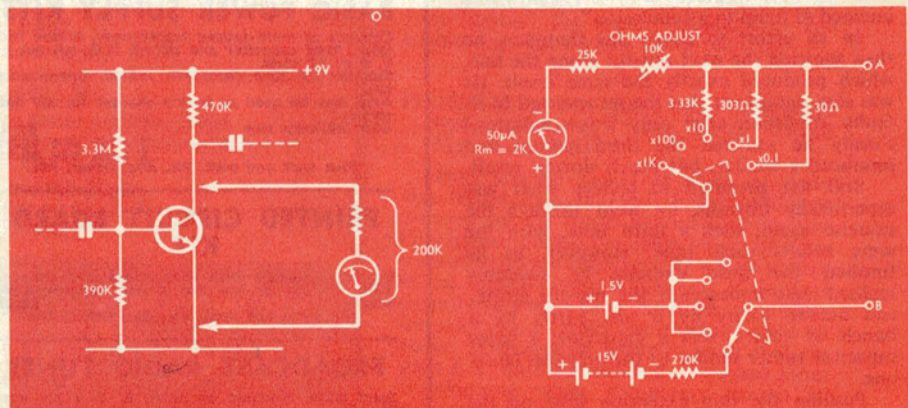 +9V
470K
3.3M
390K
200K
OHMS ADJUST
25K
10K
A
3.33K
303Ω
30Ω
x10
x1
x100
x1K
x0.1
50µA
Rm = 2K
−
+
+ 1.5V −
+ 15V −
270K
B